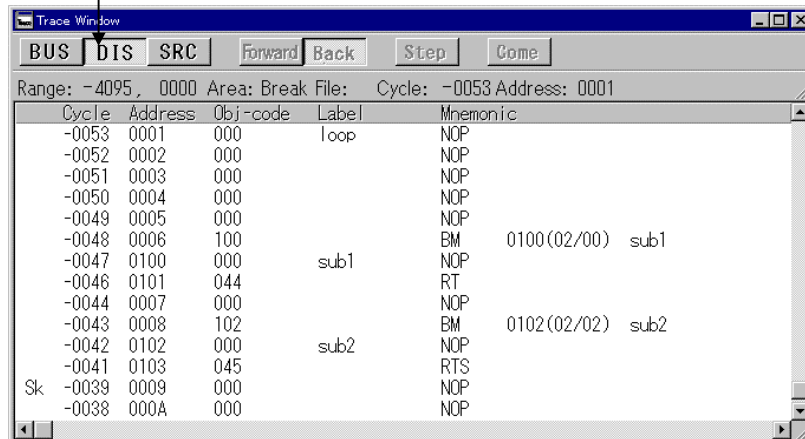 Trace Window
BUS DIS SRC Forward Back Step Come
Range: -4095, 0000 Area: Break File: Cycle: -0053 Address: 0001
Cycle Address Obj-code Label Mnemonic
-0053 0001 000 loop NOP
-0052 0002 000 NOP
-0051 0003 000 NOP
-0050 0004 000 NOP
-0049 0005 000 NOP
-0048 0006 100 BM 0100(02/00) sub1
-0047 0100 000 sub1 NOP
-0046 0101 044 RT
-0044 0007 000 NOP
-0043 0008 102 BM 0102(02/02) sub2
-0042 0102 000 sub2 NOP
-0041 0103 045 RTS
Sk -0039 0009 000 NOP
-0038 000A 000 NOP